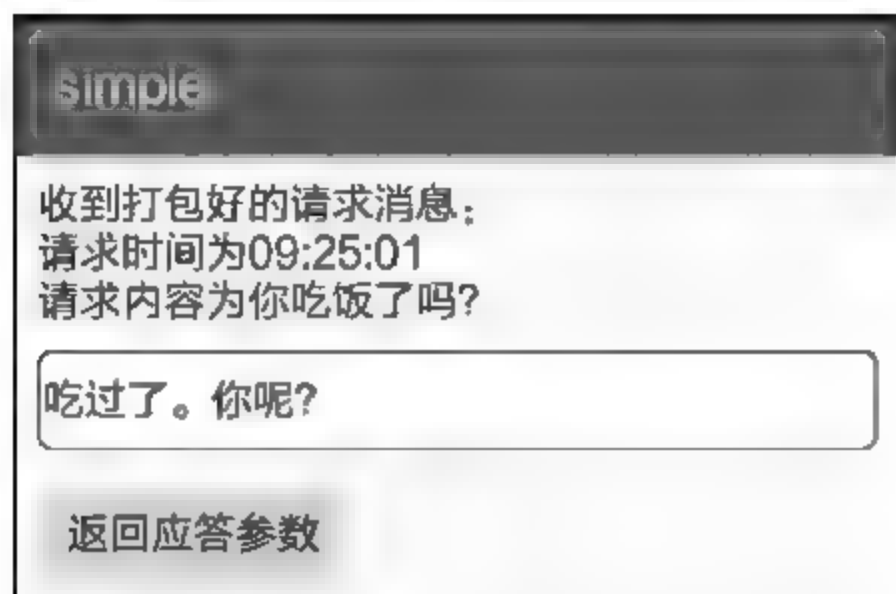 simple
收到打包好的请求消息：
请求时间为09:25:01
请求内容为你吃饭了吗?
吃过了。你呢?
返回应答参数